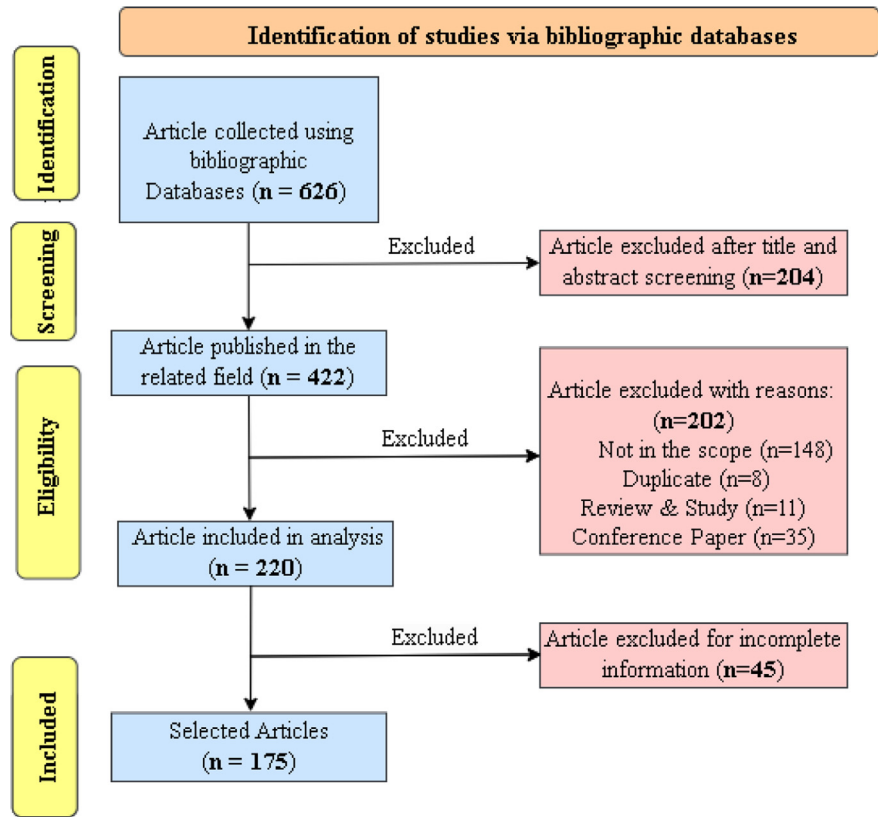 Identification of studies via bibliographic databases
Identification
Article collected using
bibliographic
Databases (n = 626)
Screening
Excluded
Article excluded after title and
abstract screening (n=204)
Article published in the
related field (n = 422)
Eligibility
Excluded
Article excluded with reasons:
(n=202)
Not in the scope (n=148)
Duplicate (n=8)
Review & Study (n=11)
Conference Paper (n=35)
Article included in analysis
(n = 220)
Excluded
Article excluded for incomplete
information (n=45)
Included
Selected Articles
(n = 175)